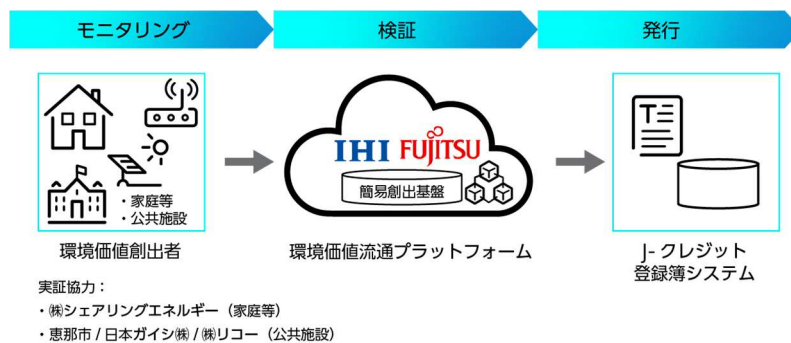 モニタリング
検証
発行
IHI FUJITSU
簡易創出基盤
・家庭等
・公共施設
環境価値創出者
環境価値流通プラットフォーム
J-クレジット
登録簿システム
実証協力：
・㈱シェアリングエネルギー（家庭等）
・恵那市 / 日本ガイシ㈱ / ㈱リコー（公共施設）